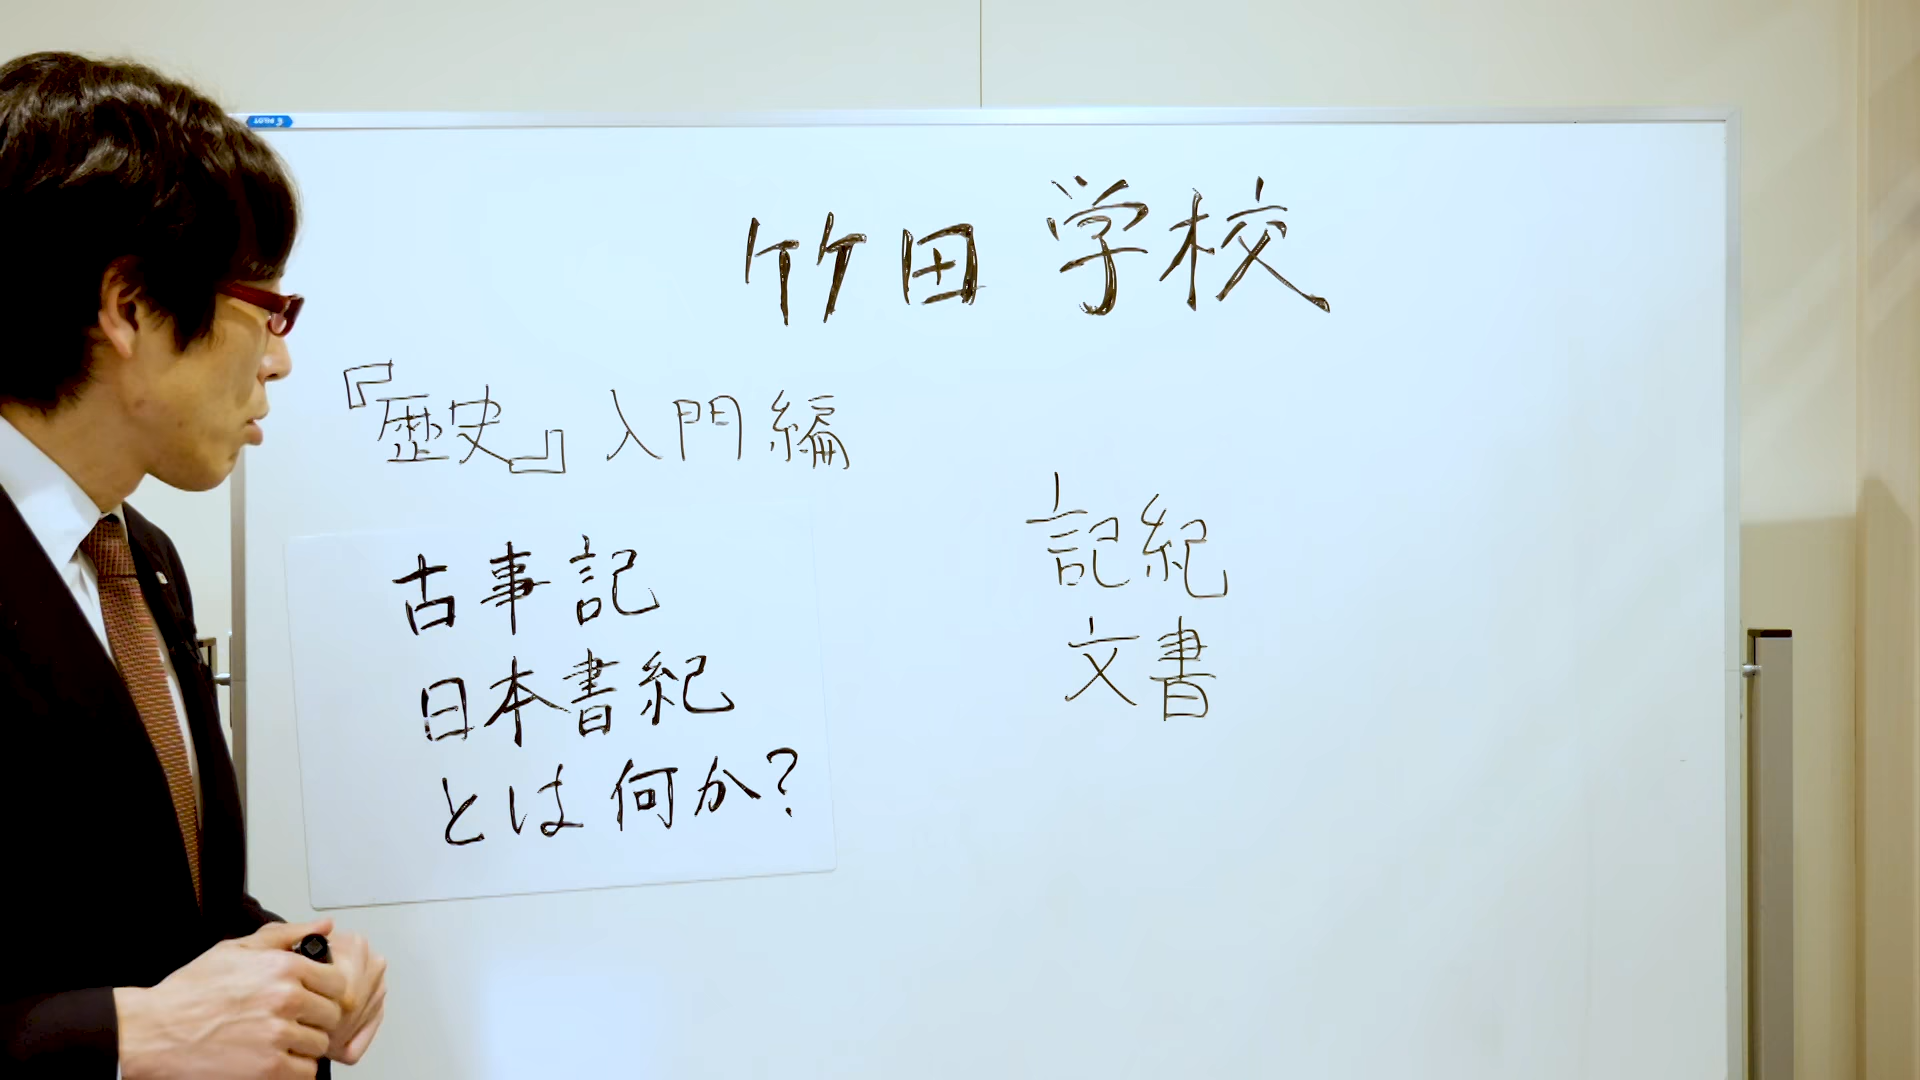 竹田学校
『歴史』入門編
古事記
日本書紀
とは何か?
記紀
文書